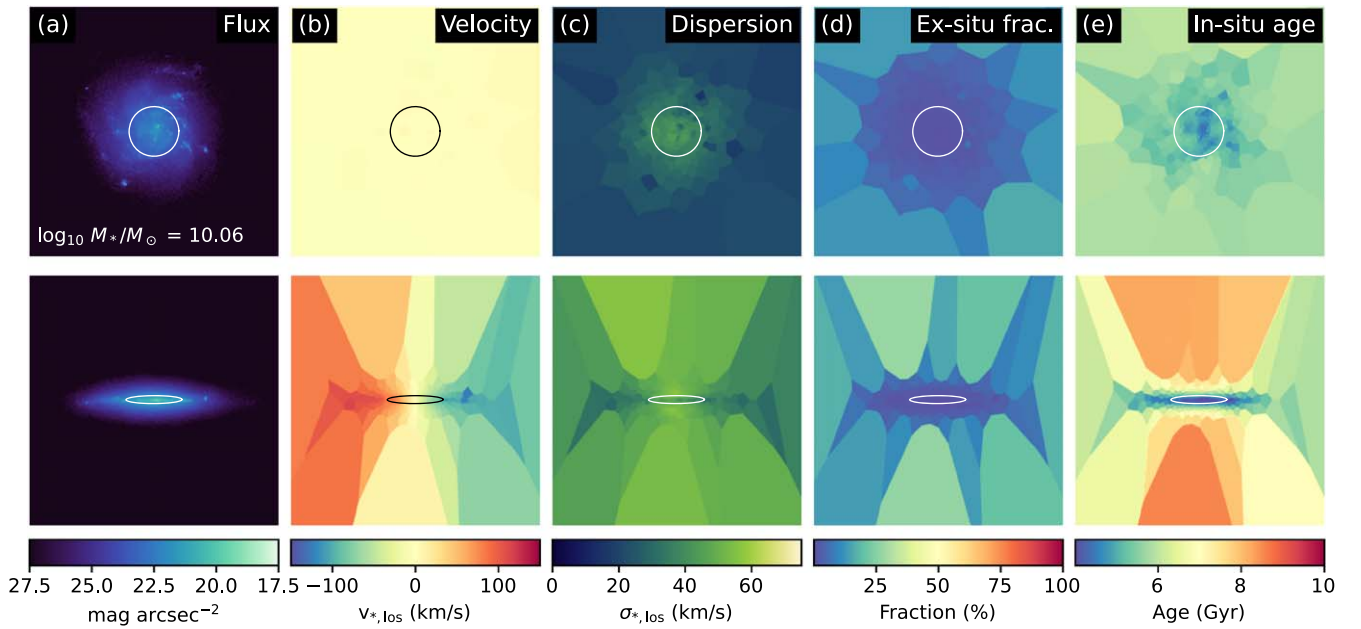 (a) Flux
(b) Velocity
(c) Dispersion
(d) Ex-situ frac.
(e) In-situ age
log₁₀ M*/M⊙ = 10.06
27.5 25.0 22.5 20.0 17.5
mag arcsec⁻²
−100 0 100
v*,los (km/s)
0 20 40 60
σ*,los (km/s)
25 50 75 100
Fraction (%)
6 8 10
Age (Gyr)